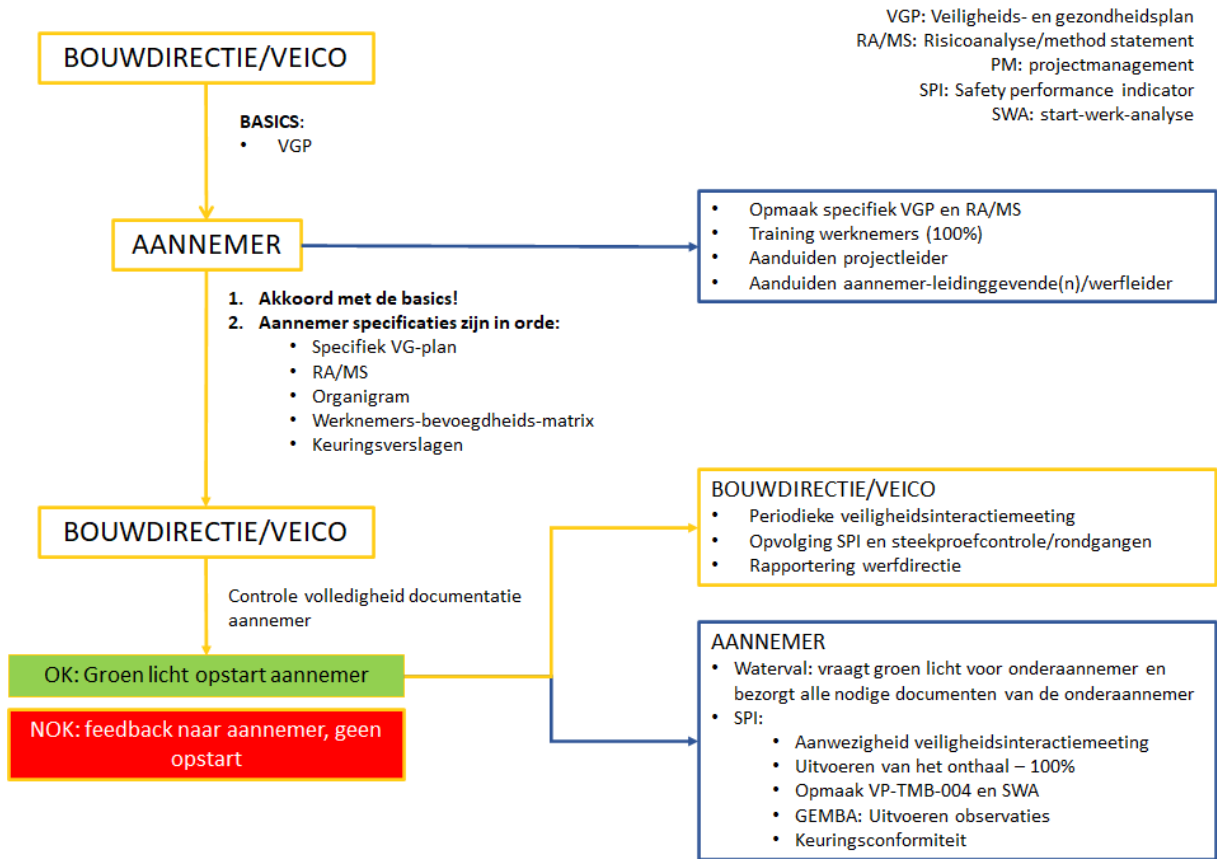 VGP: Veiligheids- en gezondheidsplan
RA/MS: Risicoanalyse/method statement
PM: projectmanagement
SPI: Safety performance indicator
SWA: start-werk-analyse
BOUWDIRECTIE/VEICO
BASICS:
• VGP
AANNEMER
• Opmaak specifiek VGP en RA/MS
• Training werknemers (100%)
• Aanduiden projectleider
• Aanduiden aannemer-leidinggevende(n)/werfleider
1. Akkoord met de basics!
2. Aannemer specificaties zijn in orde:
• Specifiek VG-plan
• RA/MS
• Organigram
• Werknemers-bevoegdheids-matrix
• Keuringsverslagen
BOUWDIRECTIE/VEICO
Controle volledigheid documentatie
aannemer
OK: Groen licht opstart aannemer
NOK: feedback naar aannemer, geen
opstart
BOUWDIRECTIE/VEICO
• Periodieke veiligheidsinteractiemeeting
• Opvolging SPI en steekproefcontrole/rondgangen
• Rapportering werfdirectie
AANNEMER
• Waterval: vraagt groen licht voor onderaannemer en
bezorgt alle nodige documenten van de onderaannemer
• SPI:
• Aanwezigheid veiligheidsinteractiemeeting
• Uitvoeren van het onthaal – 100%
• Opmaak VP-TMB-004 en SWA
• GEMBA: Uitvoeren observaties
• Keuringsconformiteit